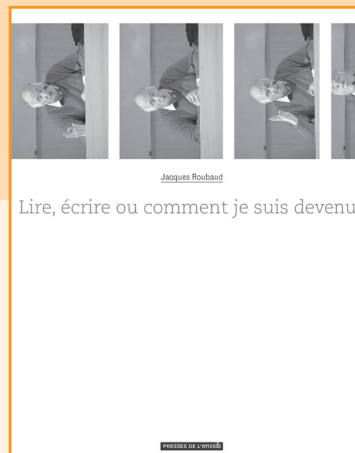 Jacques Roubaud
Lire, écrire ou comment je suis devenu
PRESSES DE L'enssib